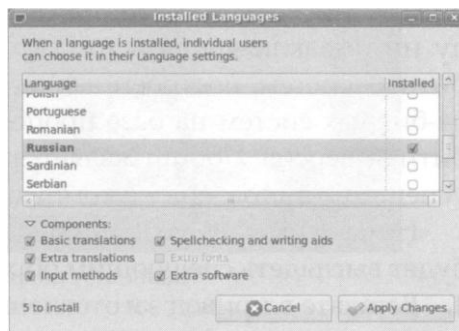 Installed Languages
When a language is installed, individual users
can choose it in their Language settings.
Language Installed
Polish
Portuguese
Romanian
Russian
Sardinian
Serbian
Components:
Basic translations Spellchecking and writing aids
Extra translations Extra fonts
Input methods Extra software
5 to install Cancel Apply Changes